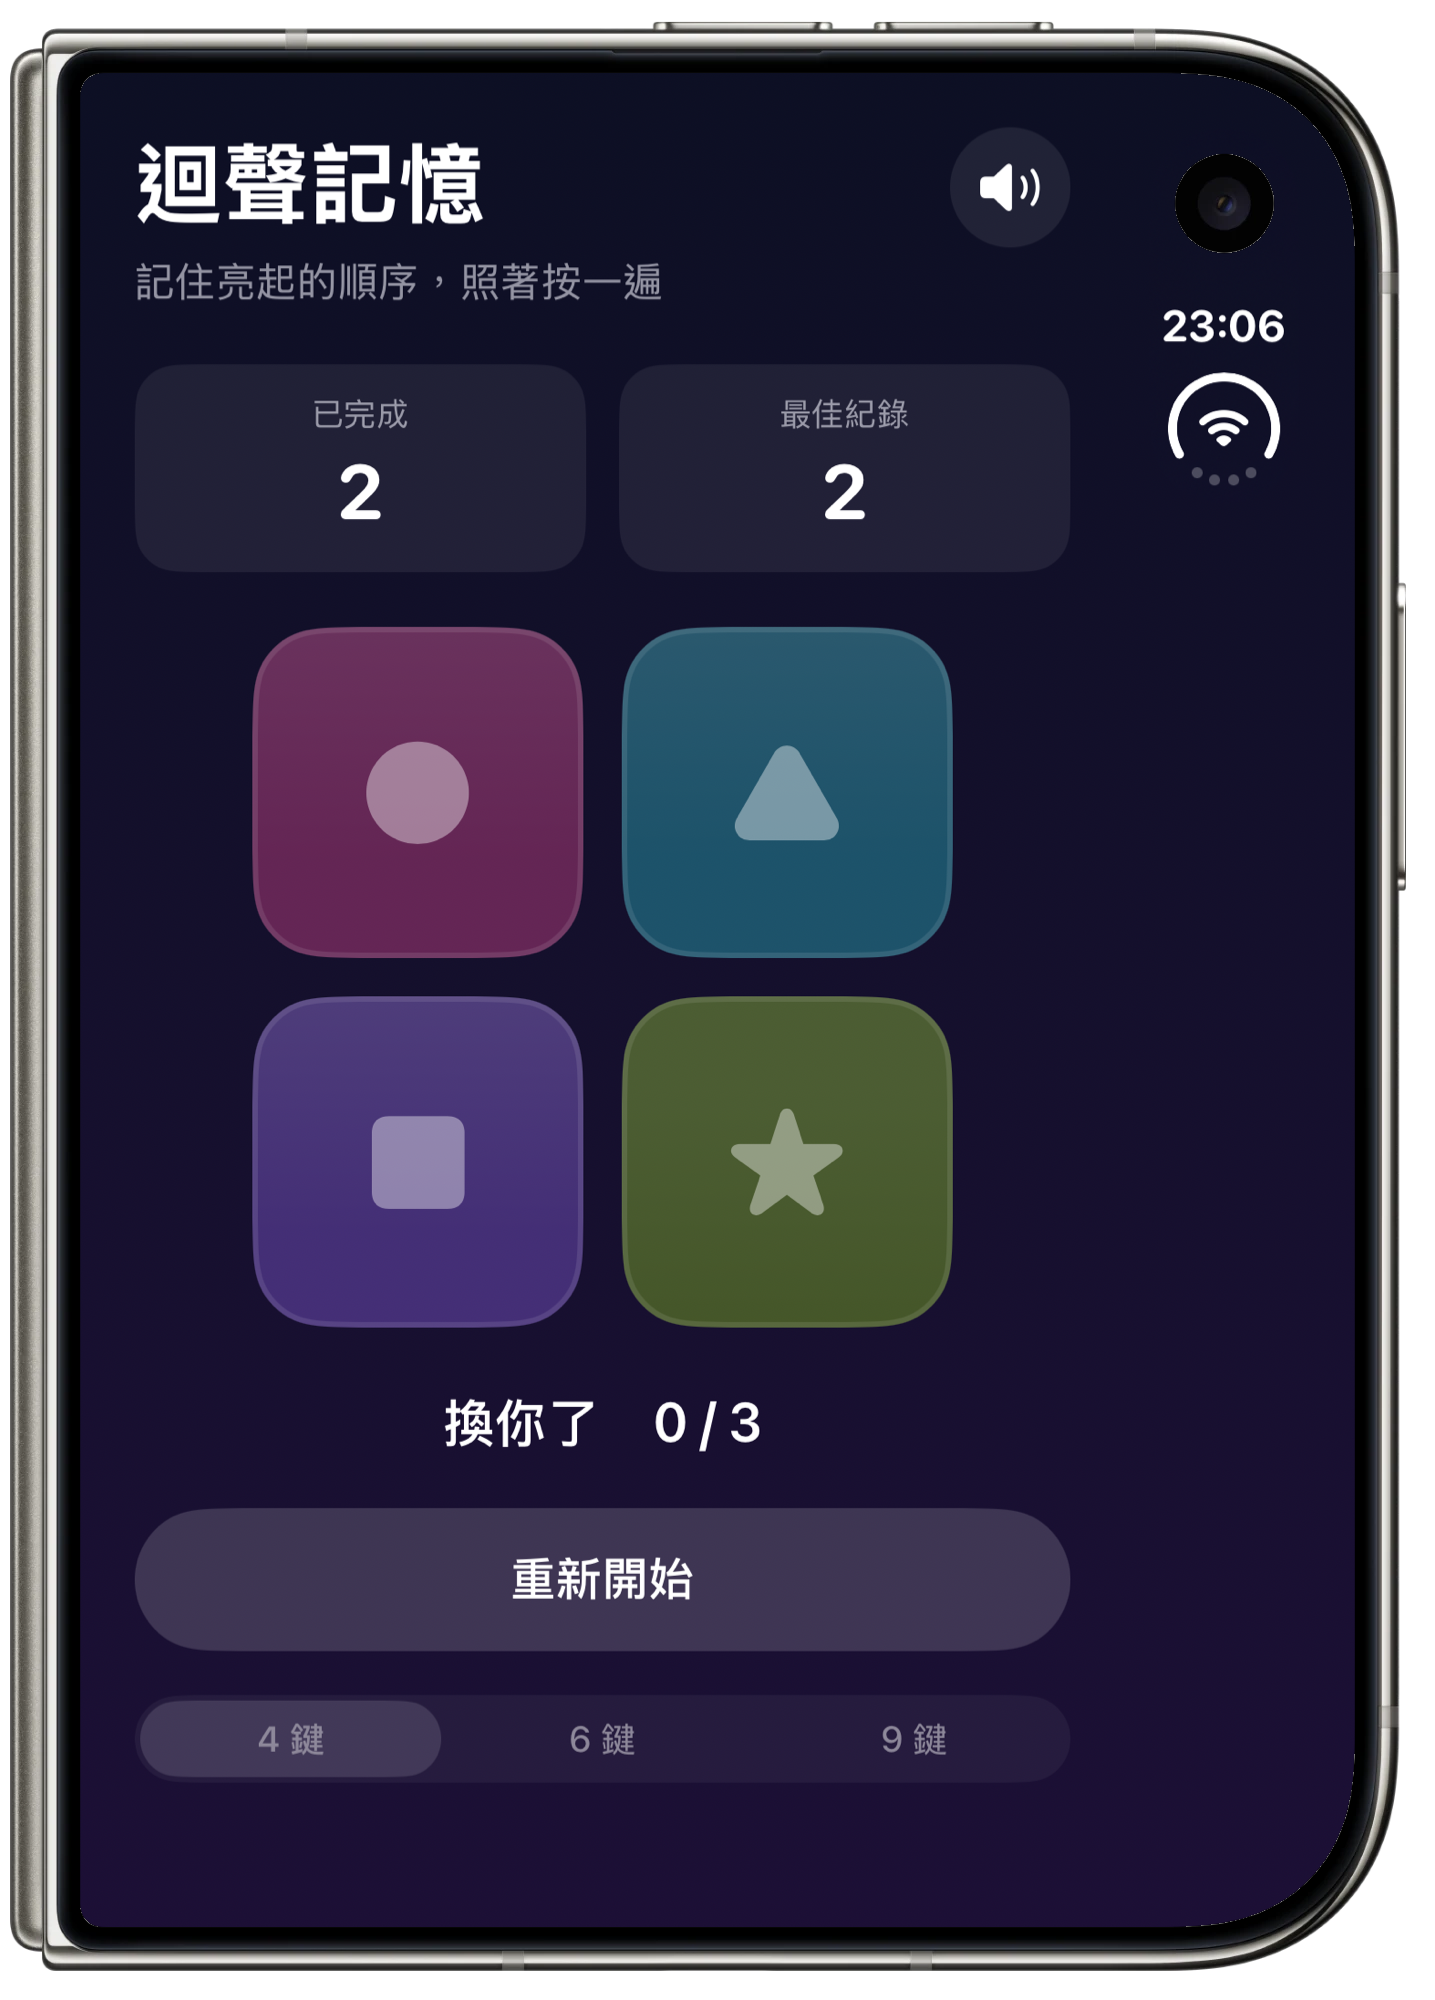 迴聲記憶
記住亮起的順序，照著按一遍
23:06
已完成
2
最佳紀錄
2
換你了 0 / 3
重新開始
4 鍵
6 鍵
9 鍵